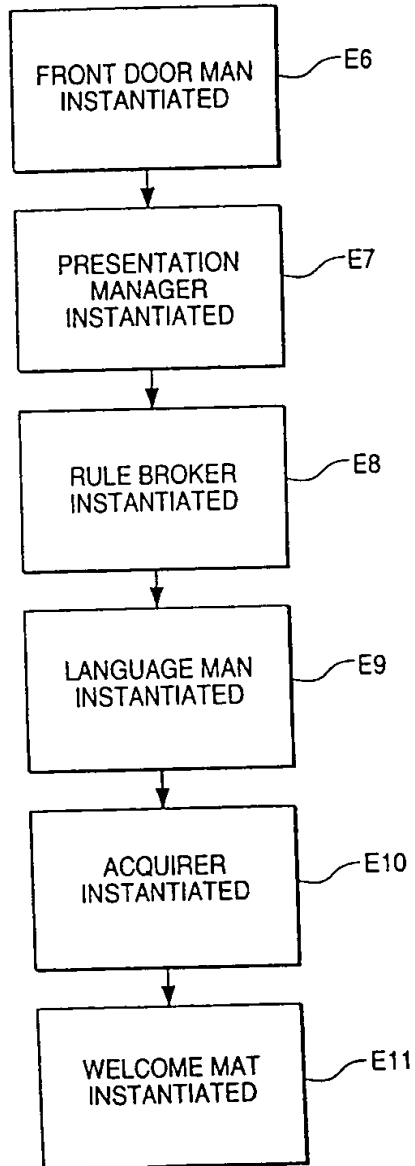 FRONT DOOR MAN
INSTANTIATED
E6
PRESENTATION
MANAGER
INSTANTIATED
E7
RULE BROKER
INSTANTIATED
E8
LANGUAGE MAN
INSTANTIATED
E9
ACQUIRER
INSTANTIATED
E10
WELCOME MAT
INSTANTIATED
E11